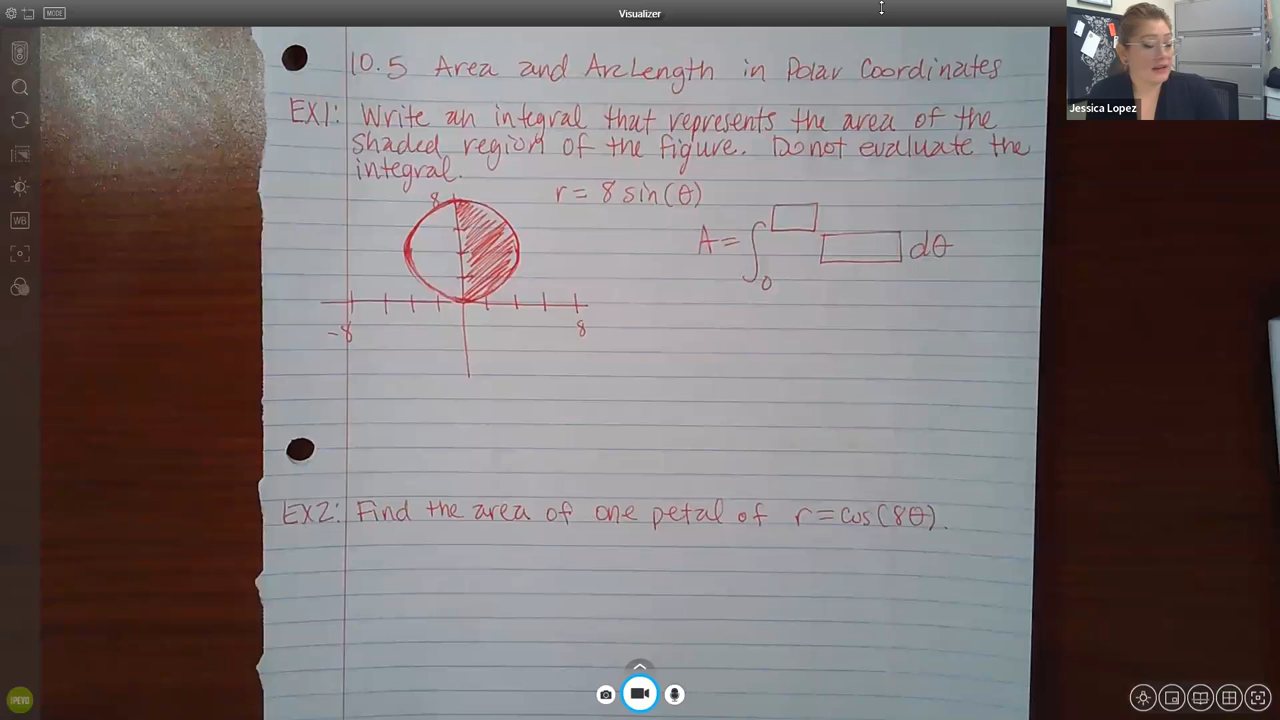 MODE
Visualizer
Jessica Lopez
WB
10.5 Area and Arc Length in Polar Coordinates
EX1: Write an integral that represents the area of the
shaded region of the figure. Do not evaluate the
integral.
r = 8 sin(θ)
8
A = ∫ dθ
0
-8
8
EX2: Find the area of one petal of r = cos(8θ).
IPEVO